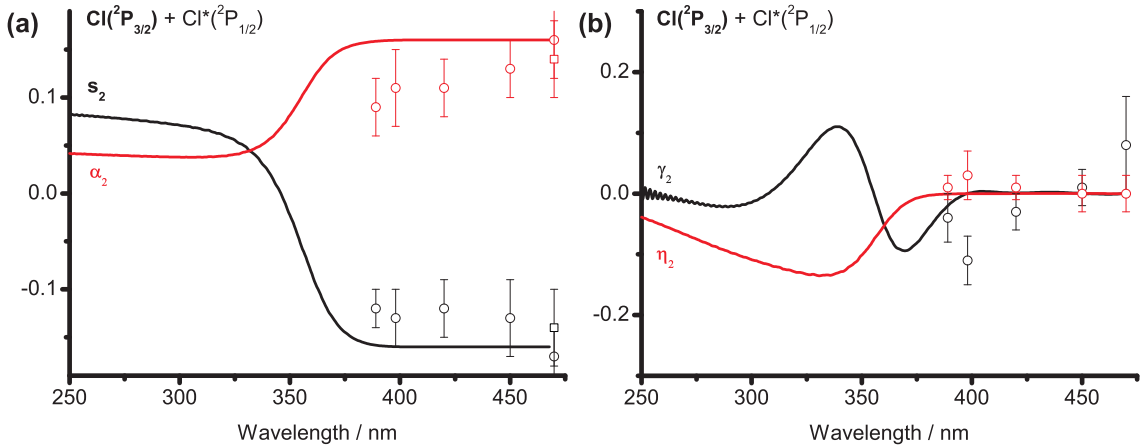 (a) Cl(²P₃/₂) + Cl*(²P₁/₂)
s₂
α₂
0.1
0.0
-0.1
250 300 350 400 450
Wavelength / nm
(b) Cl(²P₃/₂) + Cl*(²P₁/₂)
γ₂
η₂
0.2
0.0
-0.2
250 300 350 400 450
Wavelength / nm